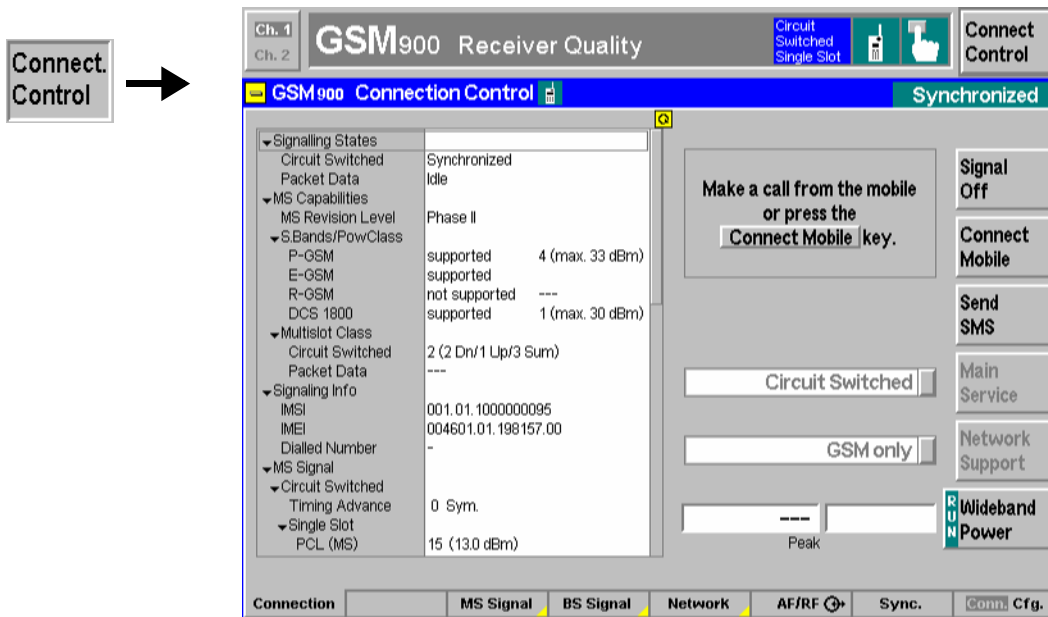 Connect.
Control
Ch. 1
Ch. 2
GSM900 Receiver Quality
Circuit
Switched
Single Slot
Connect
Control
GSM900 Connection Control
Synchronized
Signalling States
Circuit Switched Synchronized
Packet Data Idle
MS Capabilities
MS Revision Level Phase II
S.Bands/PowClass
P-GSM supported 4 (max. 33 dBm)
E-GSM supported
R-GSM not supported ---
DCS 1800 supported 1 (max. 30 dBm)
Multislot Class
Circuit Switched 2 (2 Dn/1 Up/3 Sum)
Packet Data ---
Signaling Info
IMSI 001.01.1000000095
IMEI 004601.01.198157.00
Dialled Number -
MS Signal
Circuit Switched
Timing Advance 0 Sym.
Single Slot
PCL (MS) 15 (13.0 dBm)
Make a call from the mobile
or press the
Connect Mobile key.
Circuit Switched
GSM only
---
Peak
Signal
Off
Connect
Mobile
Send
SMS
Main
Service
Network
Support
RUN
Wideband
Power
Connection MS Signal BS Signal Network AF/RF Sync. Conn. Cfg.